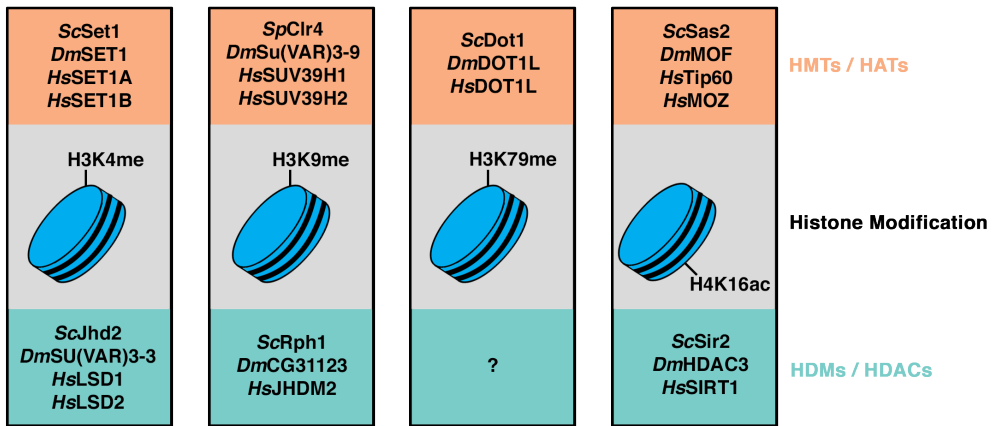 ScSet1
DmSET1
HsSET1A
HsSET1B
SpClr4
DmSu(VAR)3-9
HsSUV39H1
HsSUV39H2
ScDot1
DmDOT1L
HsDOT1L
ScSas2
DmMOF
HsTip60
HsMOZ
HMTs / HATs
H3K4me
H3K9me
H3K79me
H4K16ac
Histone Modification
ScJhd2
DmSU(VAR)3-3
HsLSD1
HsLSD2
ScRph1
DmCG31123
HsJHDM2
?
ScSir2
DmHDAC3
HsSIRT1
HDMs / HDACs